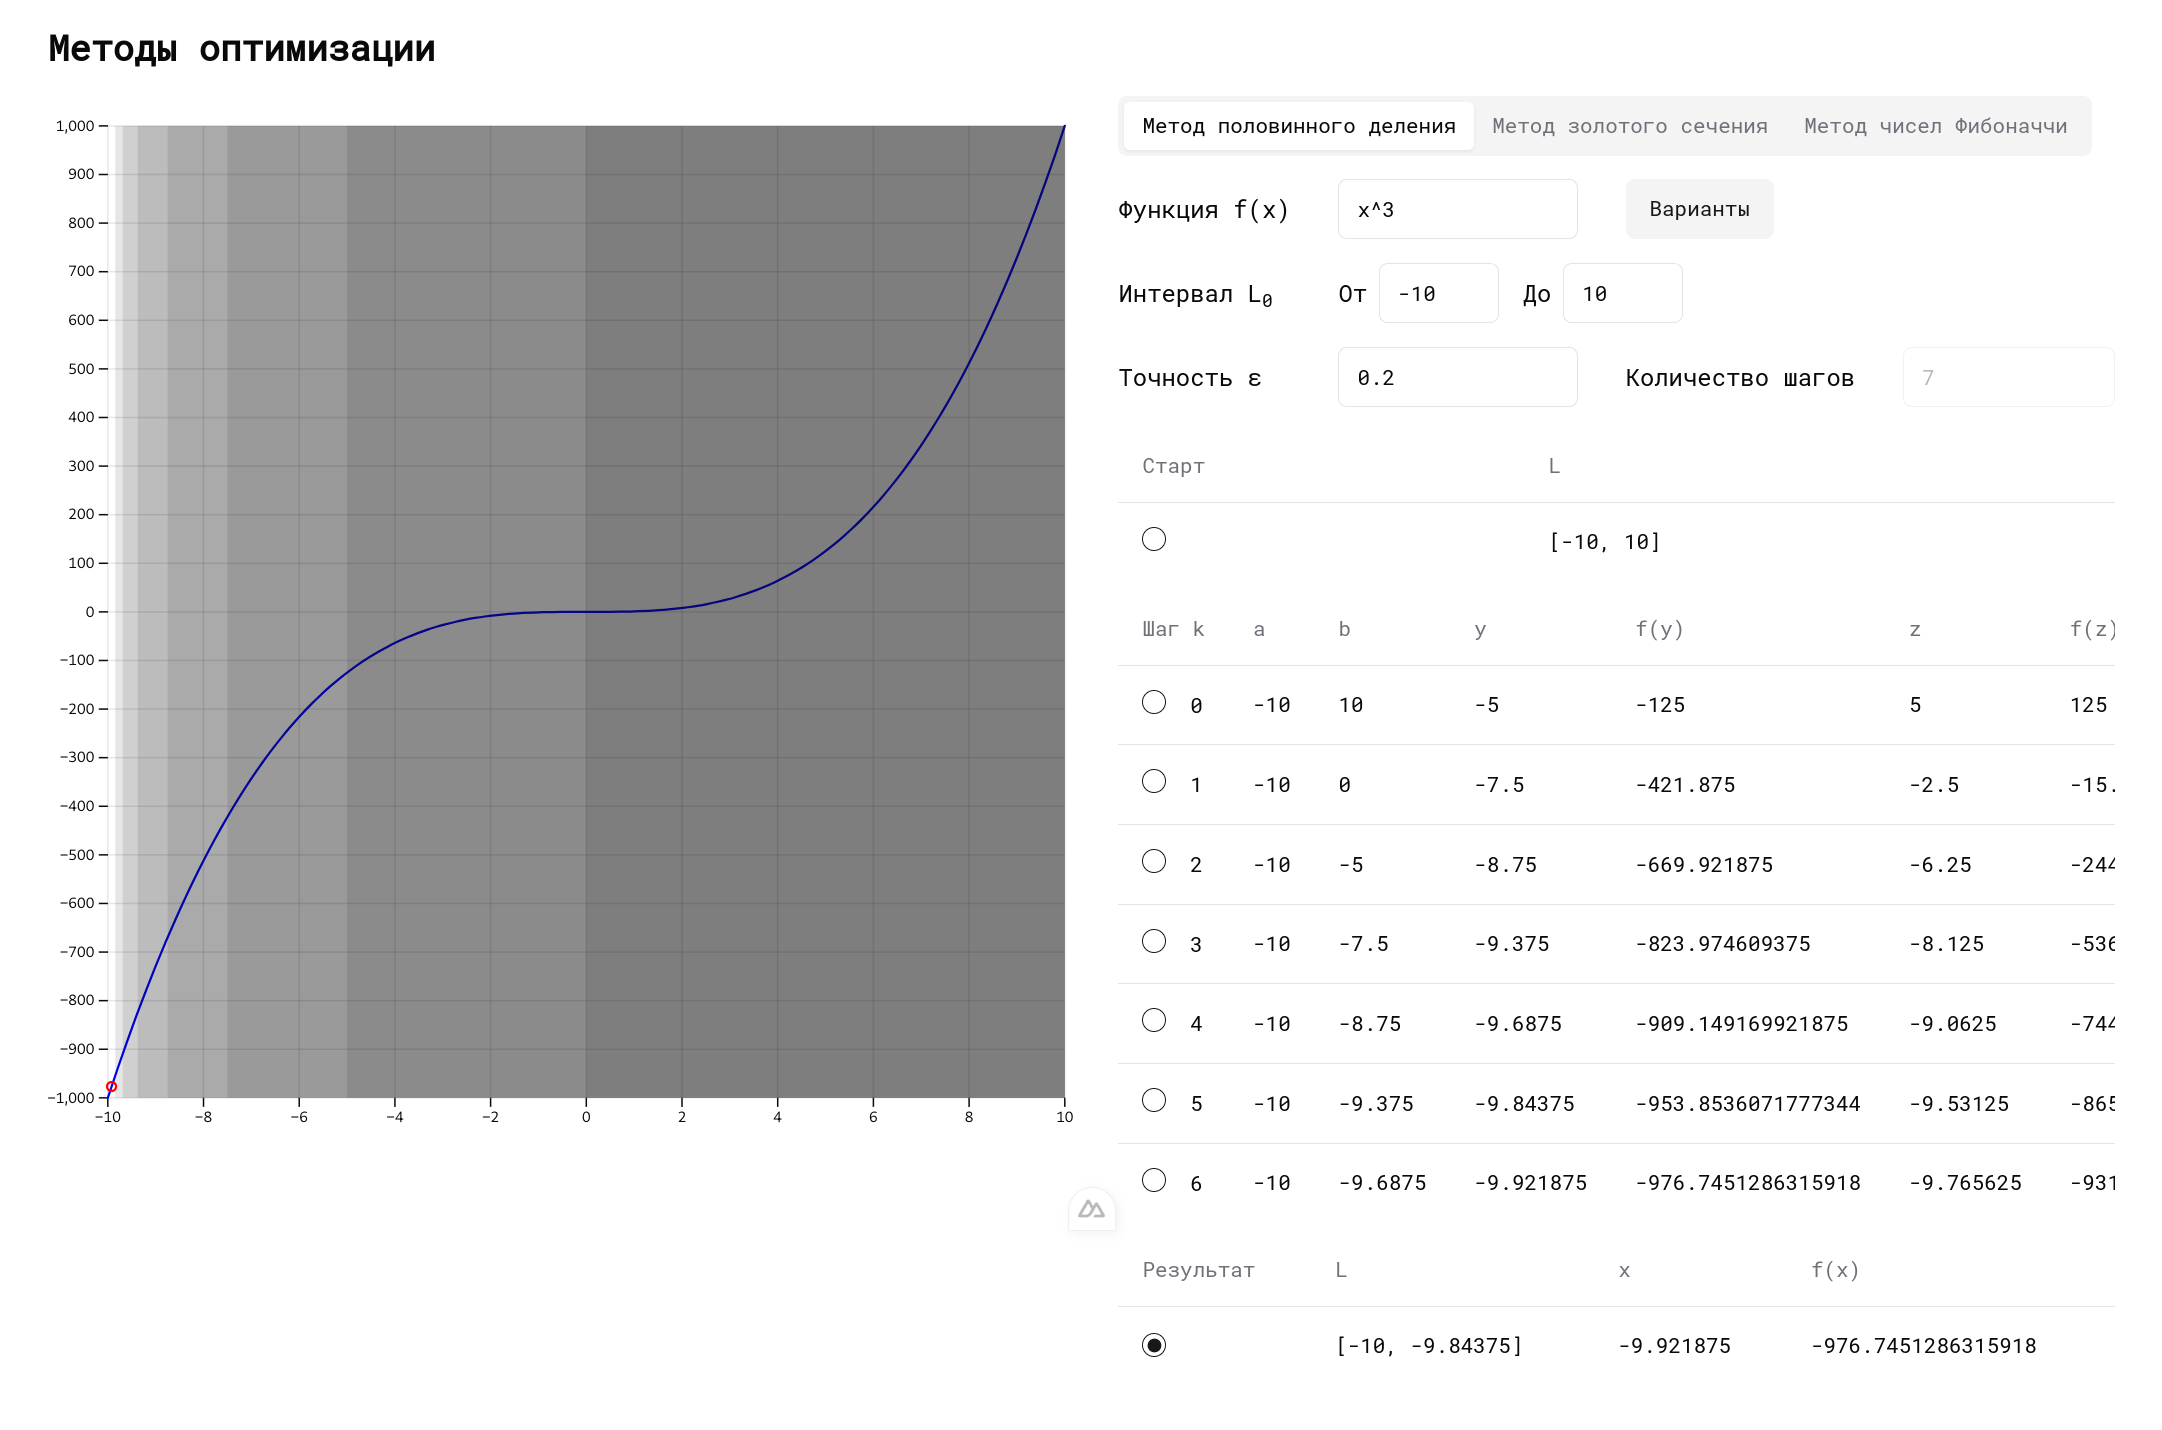 Методы оптимизации
1,000
900
800
700
600
500
400
300
200
100
0
−100
−200
−300
−400
−500
−600
−700
−800
−900
−1,000
−10 −8 −6 −4 −2 0 2 4 6 8 10
Метод половинного деления Метод золотого сечения Метод чисел Фибоначчи
Функция f(x) x^3 Варианты
Интервал L₀ От -10 До 10
Точность ε 0.2 Количество шагов 7
Старт L
[-10, 10]
Шаг k a b y f(y) z f(z)
0 -10 10 -5 -125 5 125
1 -10 0 -7.5 -421.875 -2.5 -15.
2 -10 -5 -8.75 -669.921875 -6.25 -244
3 -10 -7.5 -9.375 -823.974609375 -8.125 -536
4 -10 -8.75 -9.6875 -909.149169921875 -9.0625 -744
5 -10 -9.375 -9.84375 -953.8536071777344 -9.53125 -865
6 -10 -9.6875 -9.921875 -976.7451286315918 -9.765625 -931
Результат L x f(x)
[-10, -9.84375] -9.921875 -976.7451286315918